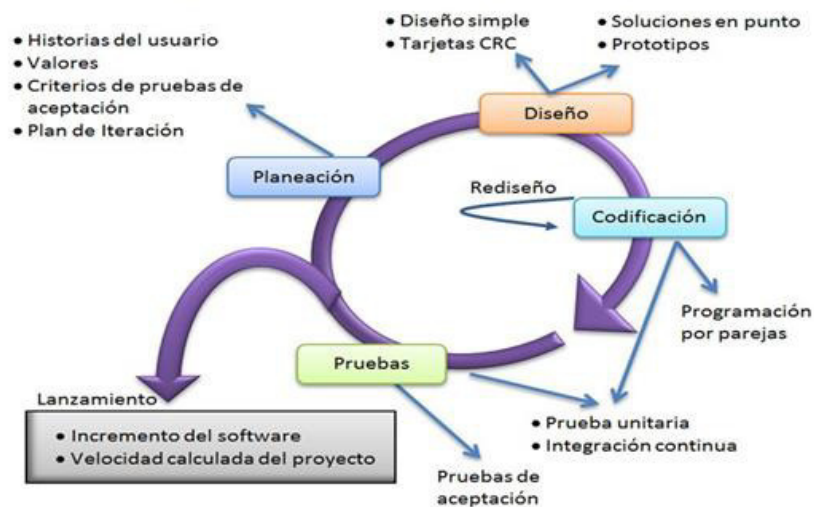 • Historias del usuario
• Valores
• Criterios de pruebas de
aceptación
• Plan de Iteración
• Diseño simple
• Tarjetas CRC
• Soluciones en punto
• Prototipos
Diseño
Planeación
Rediseño
Codificación
Programación
por parejas
Pruebas
Lanzamiento
• Incremento del software
• Velocidad calculada del proyecto
• Prueba unitaria
• Integración continua
Pruebas de
aceptación